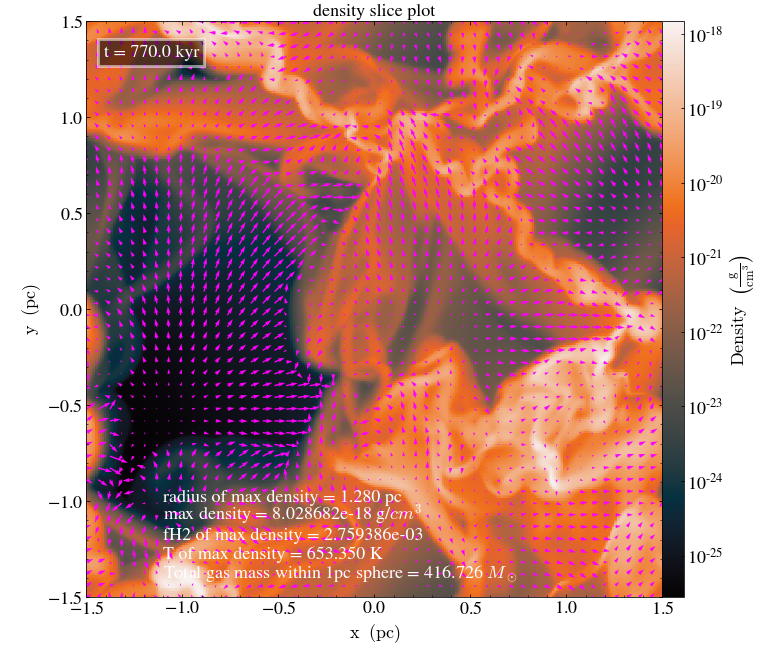 density slice plot
t = 770.0 kyr
1.5
1.0
0.5
0.0
−0.5
−1.0
−1.5
y (pc)
radius of max density = 1.280 pc
max density = 8.028682e-18 g/cm³
fH2 of max density = 2.759386e-03
T of max density = 653.350 K
Total gas mass within 1pc sphere = 416.726 M⊙
−1.5 −1.0 −0.5 0.0 0.5 1.0 1.5
x (pc)
10⁻¹⁸
10⁻¹⁹
10⁻²⁰
10⁻²¹
10⁻²²
10⁻²³
10⁻²⁴
10⁻²⁵
Density (g/cm³)